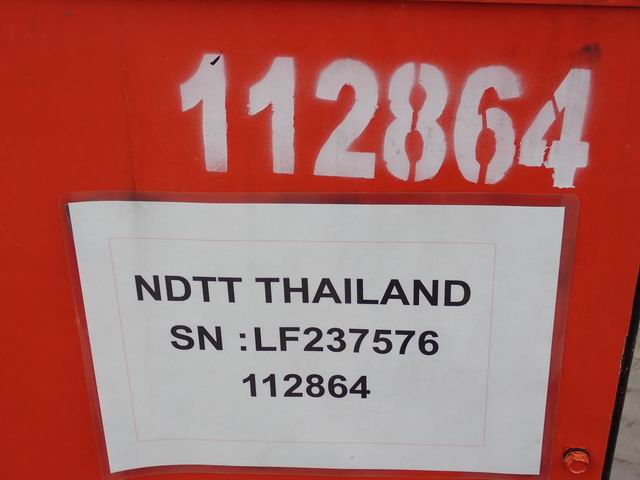 112864
NDTT THAILAND
SN :LF237576
112864